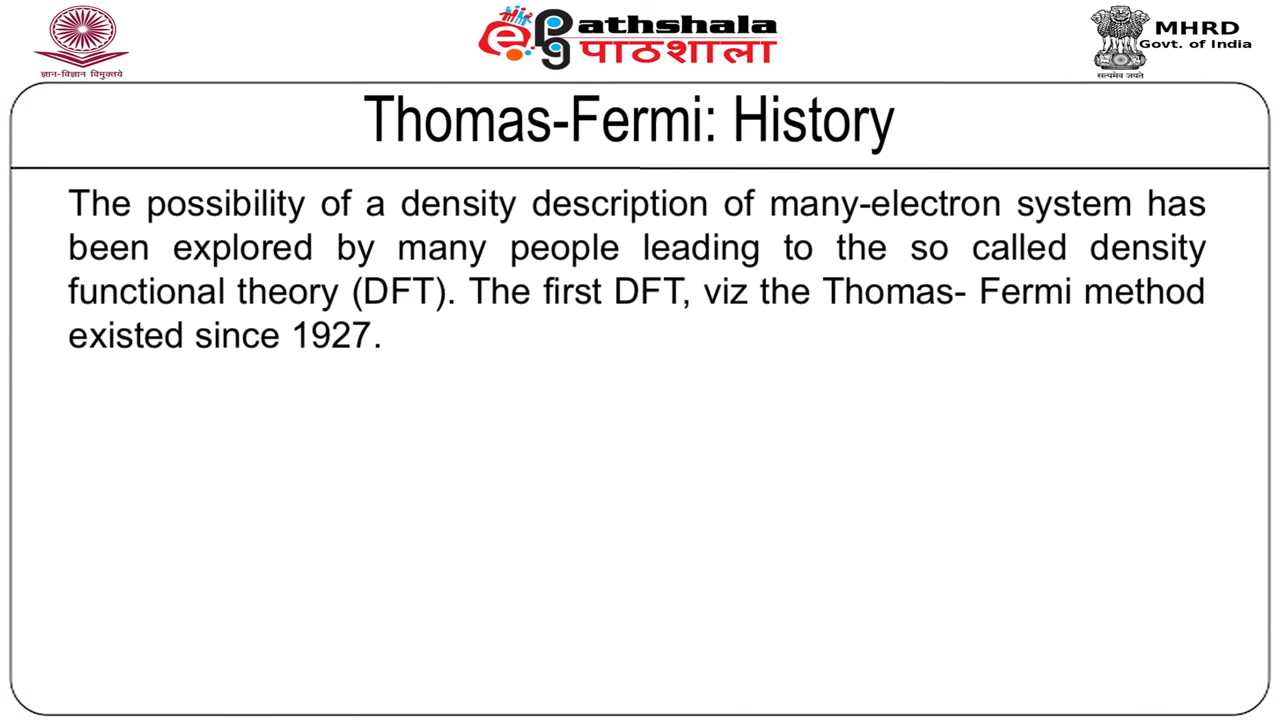 ज्ञान-विज्ञान विमुक्तये
epg Pathshala
पाठशाला
MHRD
Govt. of India
सत्यमेव जयते
Thomas-Fermi: History
The possibility of a density description of many-electron system has
been explored by many people leading to the so called density
functional theory (DFT). The first DFT, viz the Thomas- Fermi method
existed since 1927.